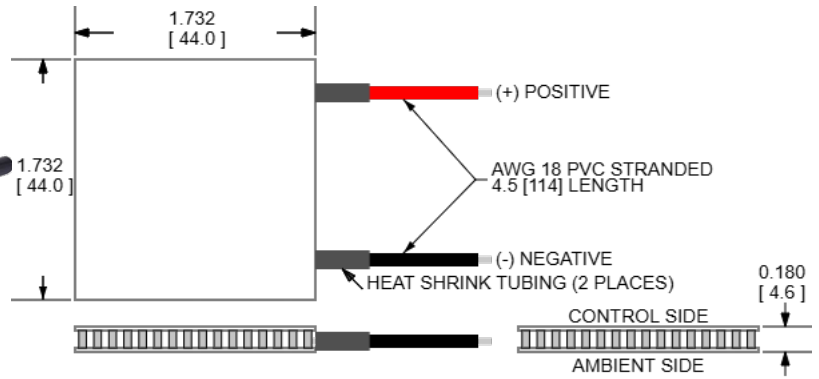 1.732
[ 44.0 ]
(+) POSITIVE
1.732
[ 44.0 ]
AWG 18 PVC STRANDED
4.5 [114] LENGTH
(-) NEGATIVE
HEAT SHRINK TUBING (2 PLACES)
0.180
[ 4.6 ]
CONTROL SIDE
AMBIENT SIDE